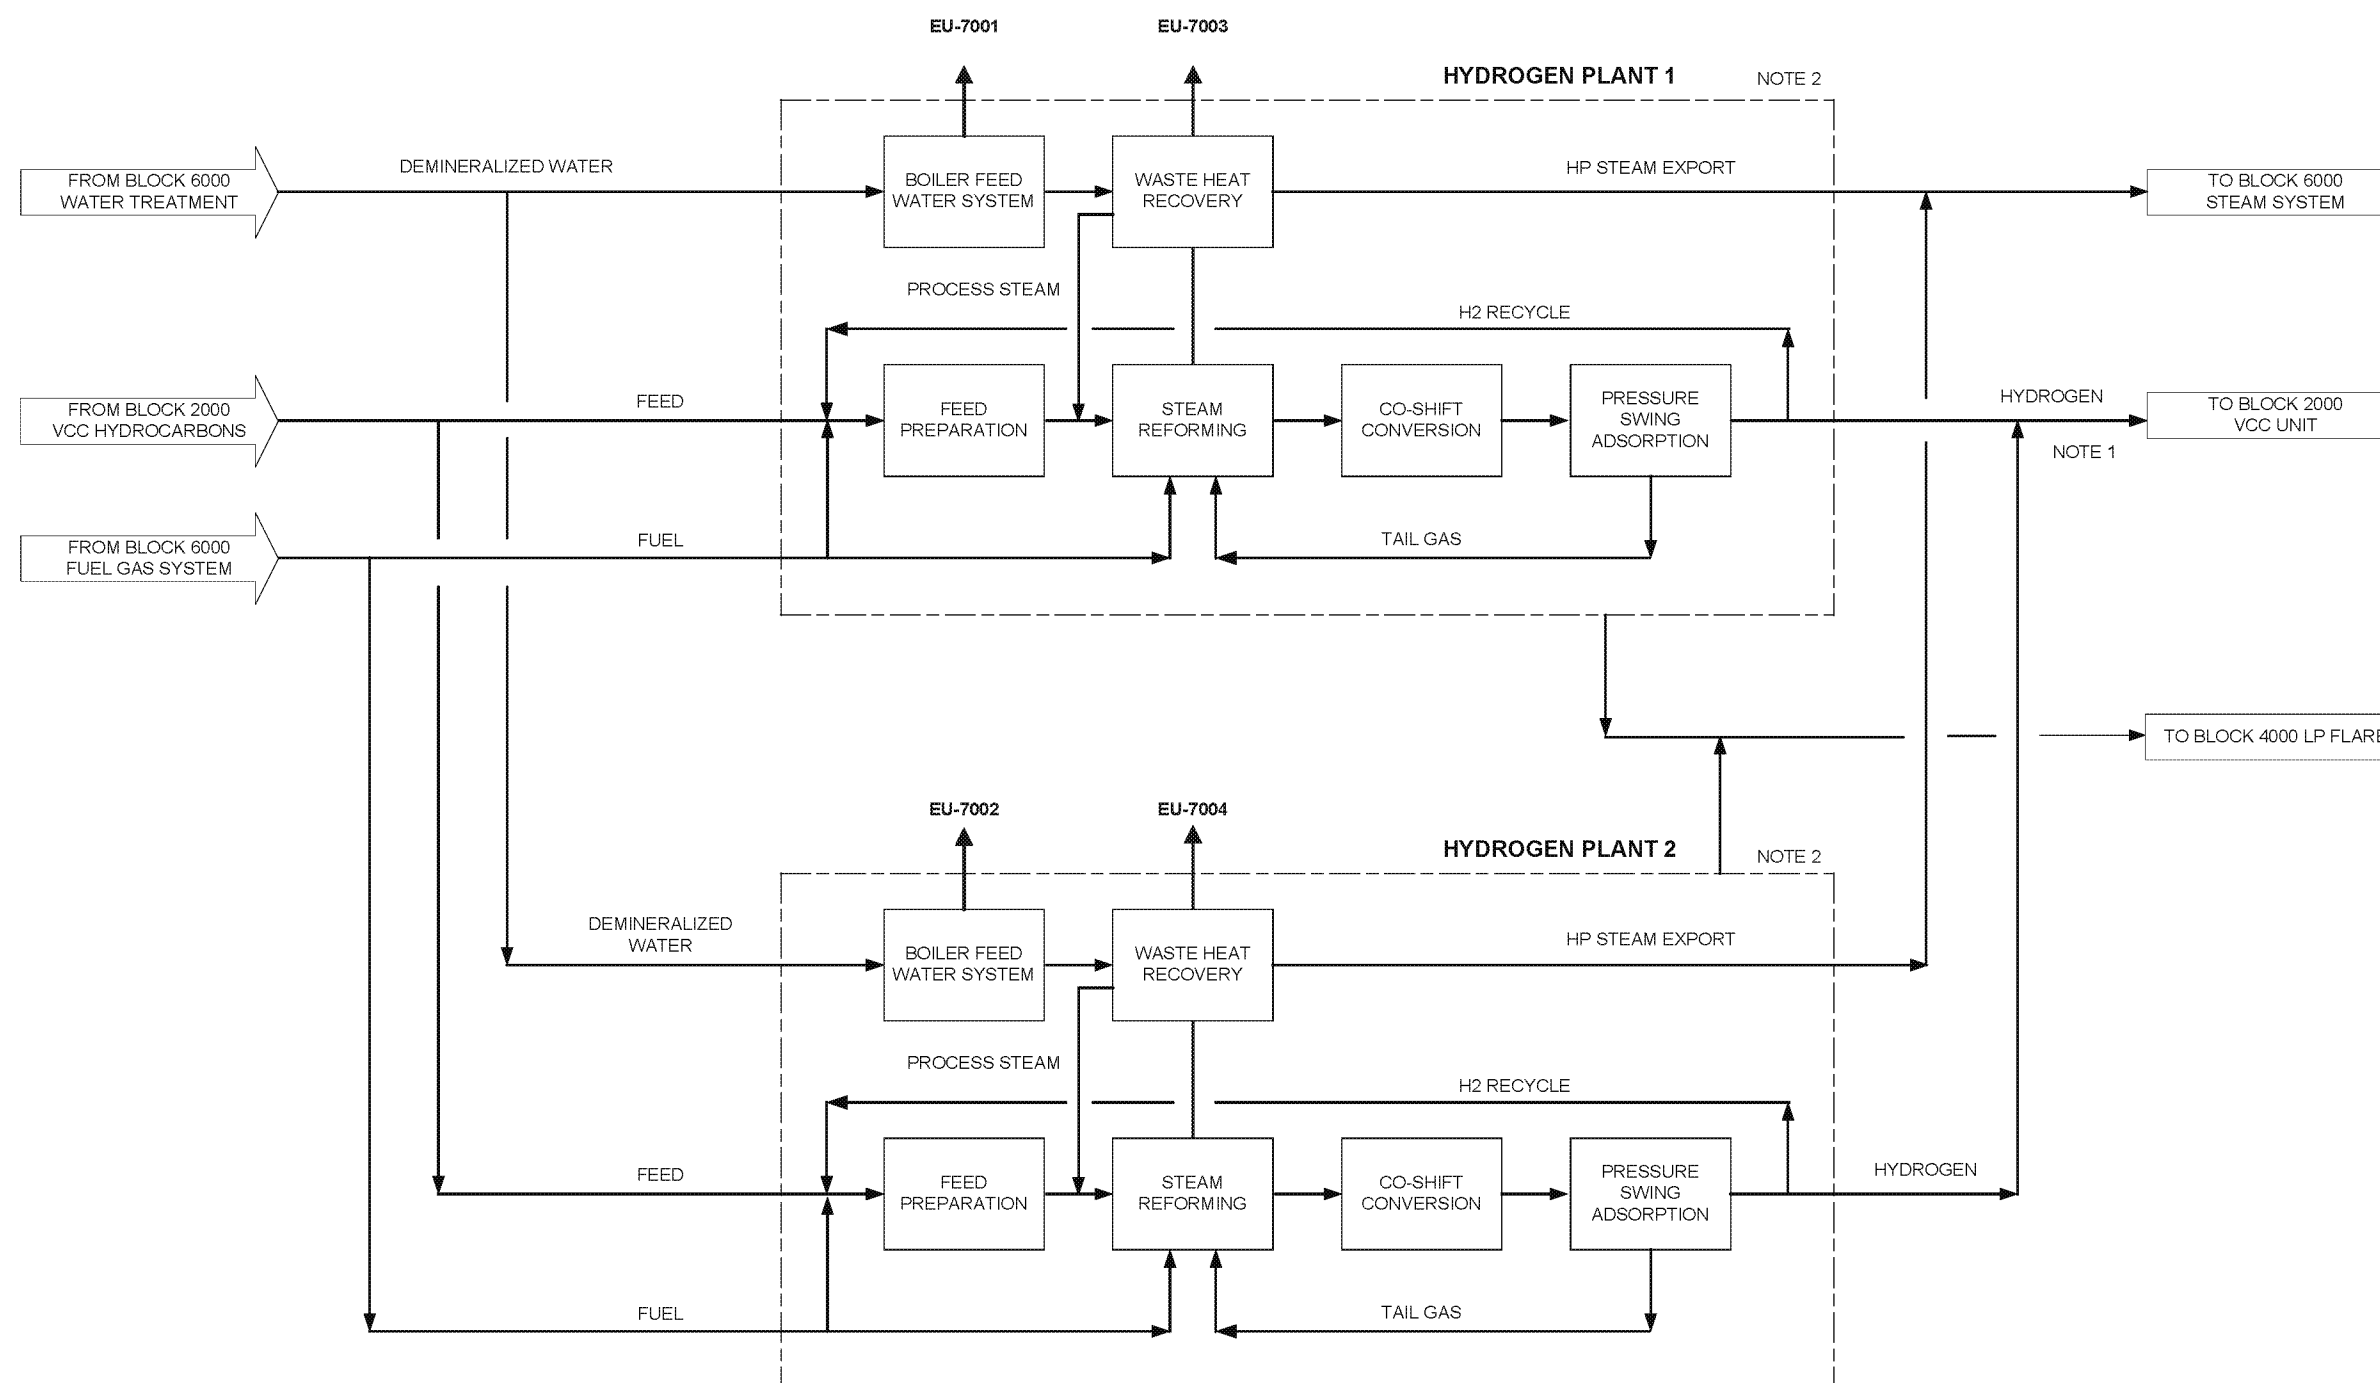 EU-7001
EU-7003
HYDROGEN PLANT 1
NOTE 2
FROM BLOCK 6000
WATER TREATMENT
DEMINERALIZED WATER
BOILER FEED
WATER SYSTEM
WASTE HEAT
RECOVERY
HP STEAM EXPORT
TO BLOCK 6000
STEAM SYSTEM
PROCESS STEAM
H2 RECYCLE
FROM BLOCK 2000
VCC HYDROCARBONS
FEED
FEED
PREPARATION
STEAM
REFORMING
CO-SHIFT
CONVERSION
PRESSURE
SWING
ADSORPTION
HYDROGEN
NOTE 1
TO BLOCK 2000
VCC UNIT
FROM BLOCK 6000
FUEL GAS SYSTEM
FUEL
TAIL GAS
TO BLOCK 4000 LP FLARE
EU-7002
EU-7004
HYDROGEN PLANT 2
NOTE 2
DEMINERALIZED
WATER
BOILER FEED
WATER SYSTEM
WASTE HEAT
RECOVERY
HP STEAM EXPORT
PROCESS STEAM
H2 RECYCLE
FEED
FEED
PREPARATION
STEAM
REFORMING
CO-SHIFT
CONVERSION
PRESSURE
SWING
ADSORPTION
HYDROGEN
FUEL
TAIL GAS